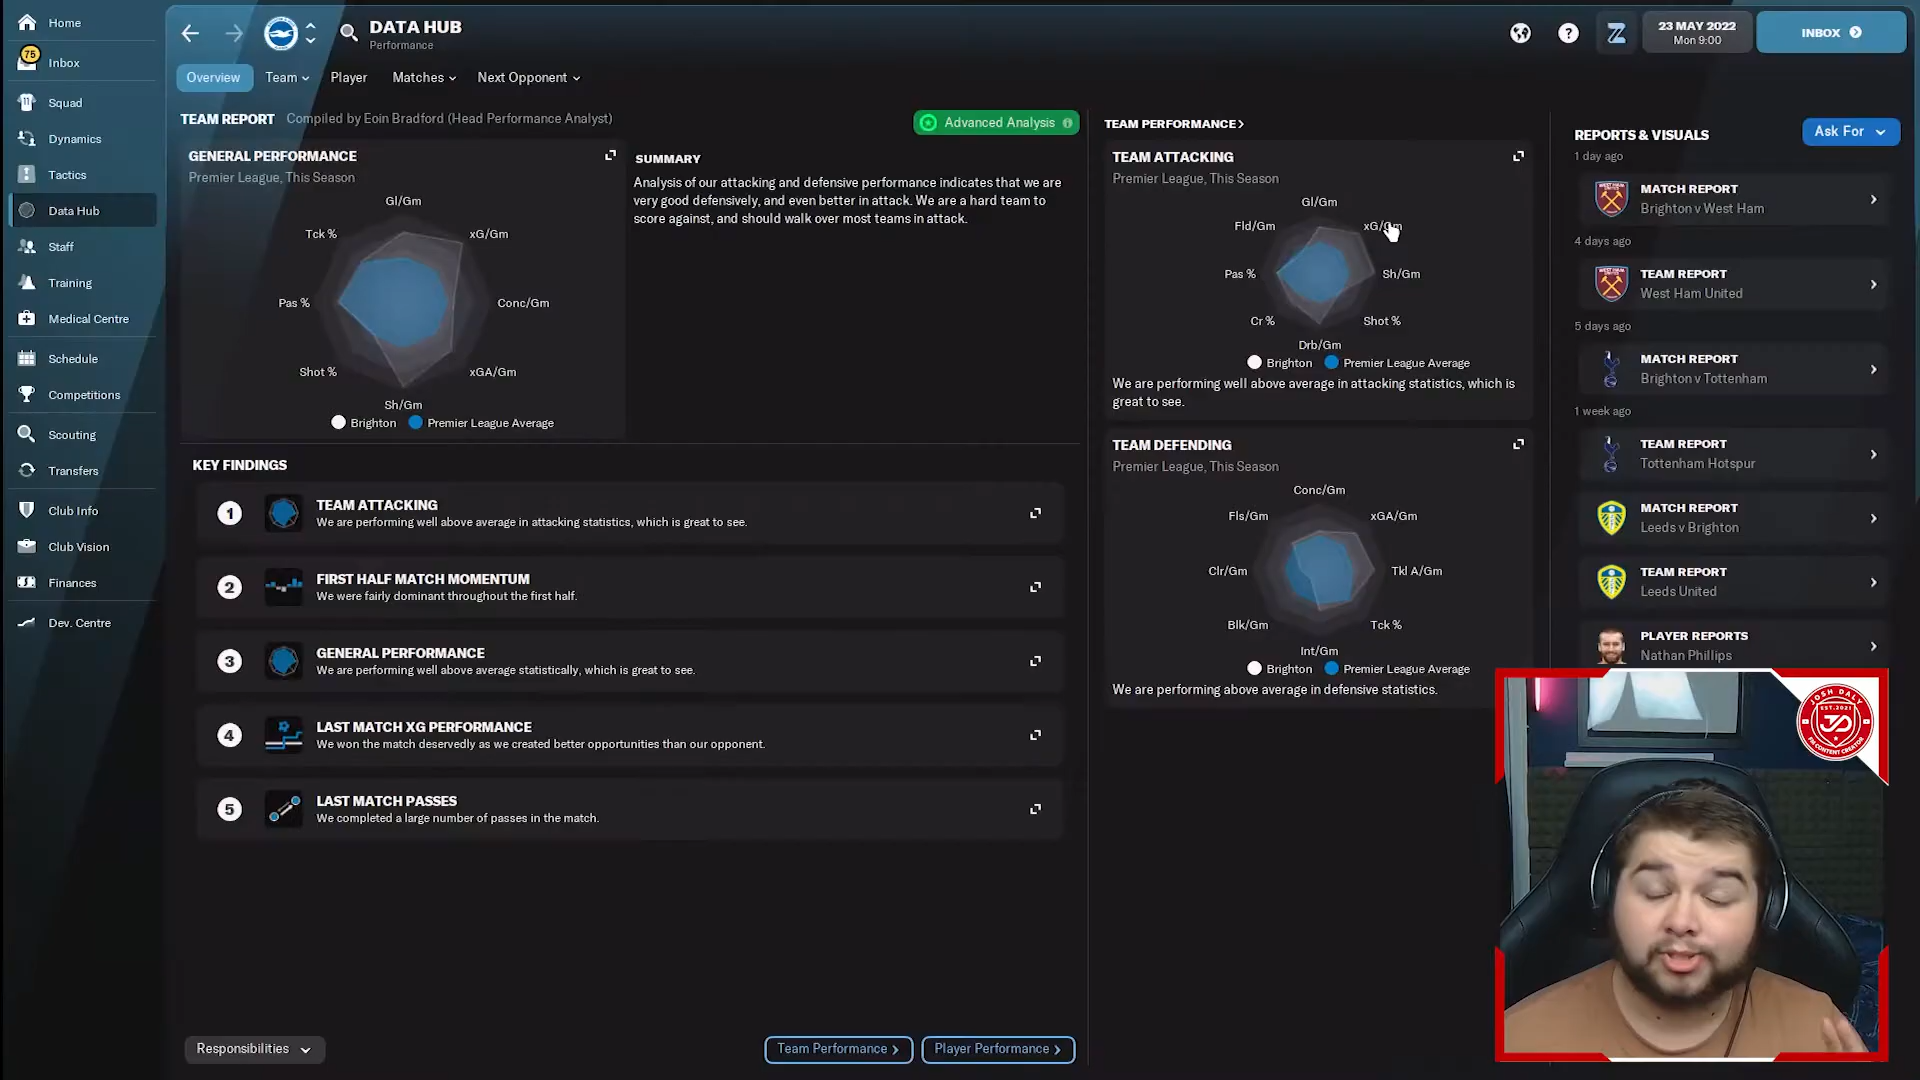 Home
75
Inbox
Squad
Dynamics
Tactics
Data Hub
Staff
Training
Medical Centre
Schedule
Competitions
Scouting
Transfers
Club Info
Club Vision
Finances
Dev. Centre
DATA HUB
Performance
23 MAY 2022
Mon 9:00
INBOX
Overview
Team
Player
Matches
Next Opponent
TEAM REPORT
Compiled by Eoin Bradford (Head Performance Analyst)
Advanced Analysis
GENERAL PERFORMANCE
Premier League, This Season
Gl/Gm
Tck %
xG/Gm
Pas %
Conc/Gm
Shot %
xGA/Gm
Sh/Gm
Brighton
Premier League Average
SUMMARY
Analysis of our attacking and defensive performance indicates that we are
very good defensively, and even better in attack. We are a hard team to
score against, and should walk over most teams in attack.
KEY FINDINGS
1
TEAM ATTACKING
We are performing well above average in attacking statistics, which is great to see.
2
FIRST HALF MATCH MOMENTUM
We were fairly dominant throughout the first half.
3
GENERAL PERFORMANCE
We are performing well above average statistically, which is great to see.
4
LAST MATCH XG PERFORMANCE
We won the match deservedly as we created better opportunities than our opponent.
5
LAST MATCH PASSES
We completed a large number of passes in the match.
Responsibilities
Team Performance
Player Performance
TEAM PERFORMANCE
TEAM ATTACKING
Premier League, This Season
Gl/Gm
Fld/Gm
xG/Gm
Pas %
Sh/Gm
Cr %
Shot %
Drb/Gm
Brighton
Premier League Average
We are performing well above average in attacking statistics, which is
great to see.
TEAM DEFENDING
Premier League, This Season
Conc/Gm
Fls/Gm
xGA/Gm
Clr/Gm
Tkl A/Gm
Blk/Gm
Tck %
Int/Gm
Brighton
Premier League Average
We are performing above average in defensive statistics.
REPORTS & VISUALS
Ask For
1 day ago
MATCH REPORT
Brighton v West Ham
4 days ago
TEAM REPORT
West Ham United
5 days ago
MATCH REPORT
Brighton v Tottenham
1 week ago
TEAM REPORT
Tottenham Hotspur
MATCH REPORT
Leeds v Brighton
TEAM REPORT
Leeds United
PLAYER REPORTS
Nathan Phillips
JOSH DALY
EST.2021
JD
FM CONTENT CREATOR